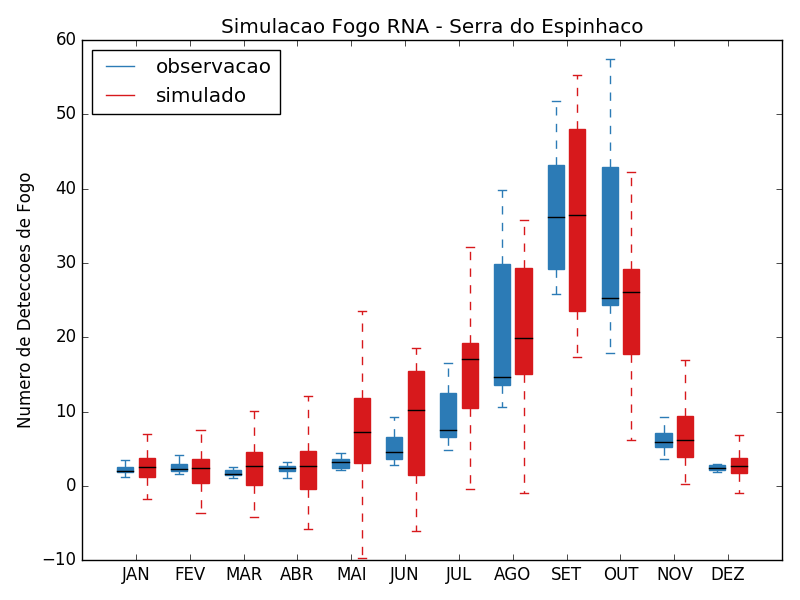 Simulacao Fogo RNA - Serra do Espinhaco
observacao
simulado
Numero de Deteccoes de Fogo
60
50
40
30
20
10
0
−10
JAN FEV MAR ABR MAI JUN JUL AGO SET OUT NOV DEZ